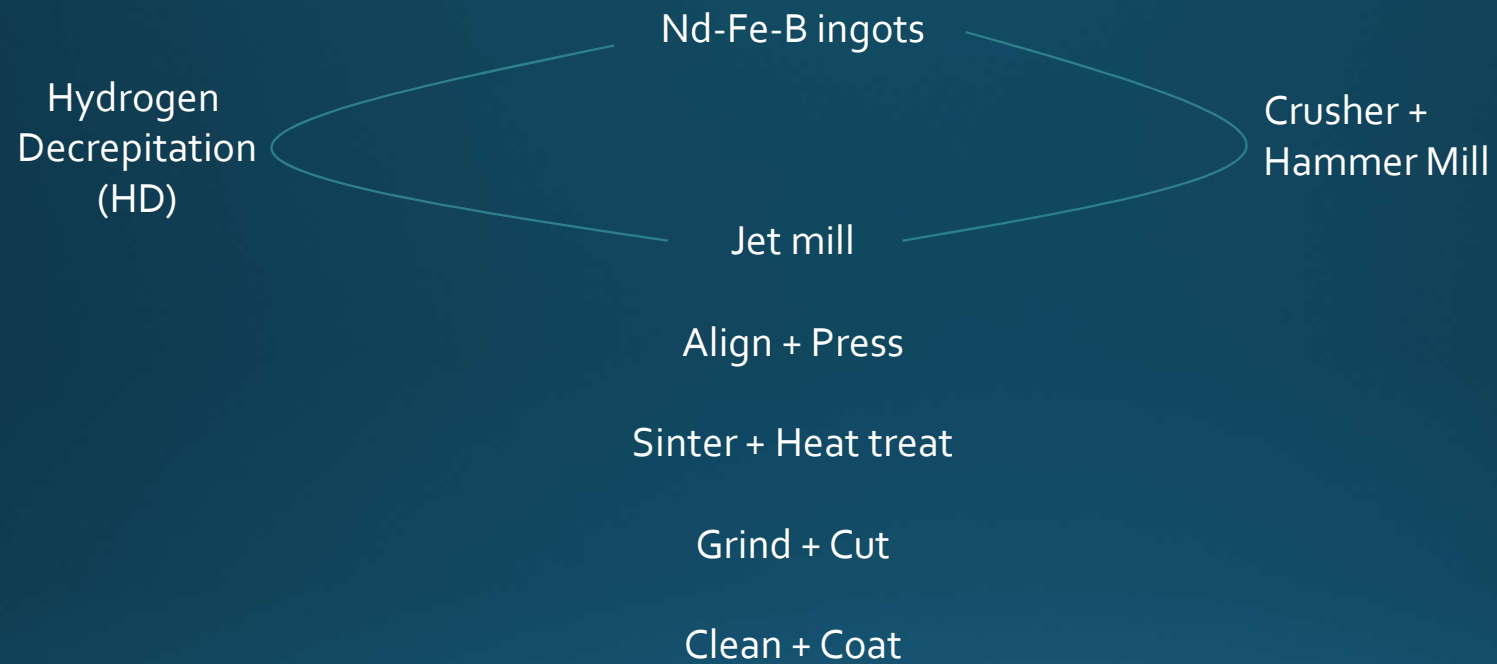 Nd-Fe-B ingots
Hydrogen
Decrepitation
(HD)
Crusher +
Hammer Mill
Jet mill
Align + Press
Sinter + Heat treat
Grind + Cut
Clean + Coat